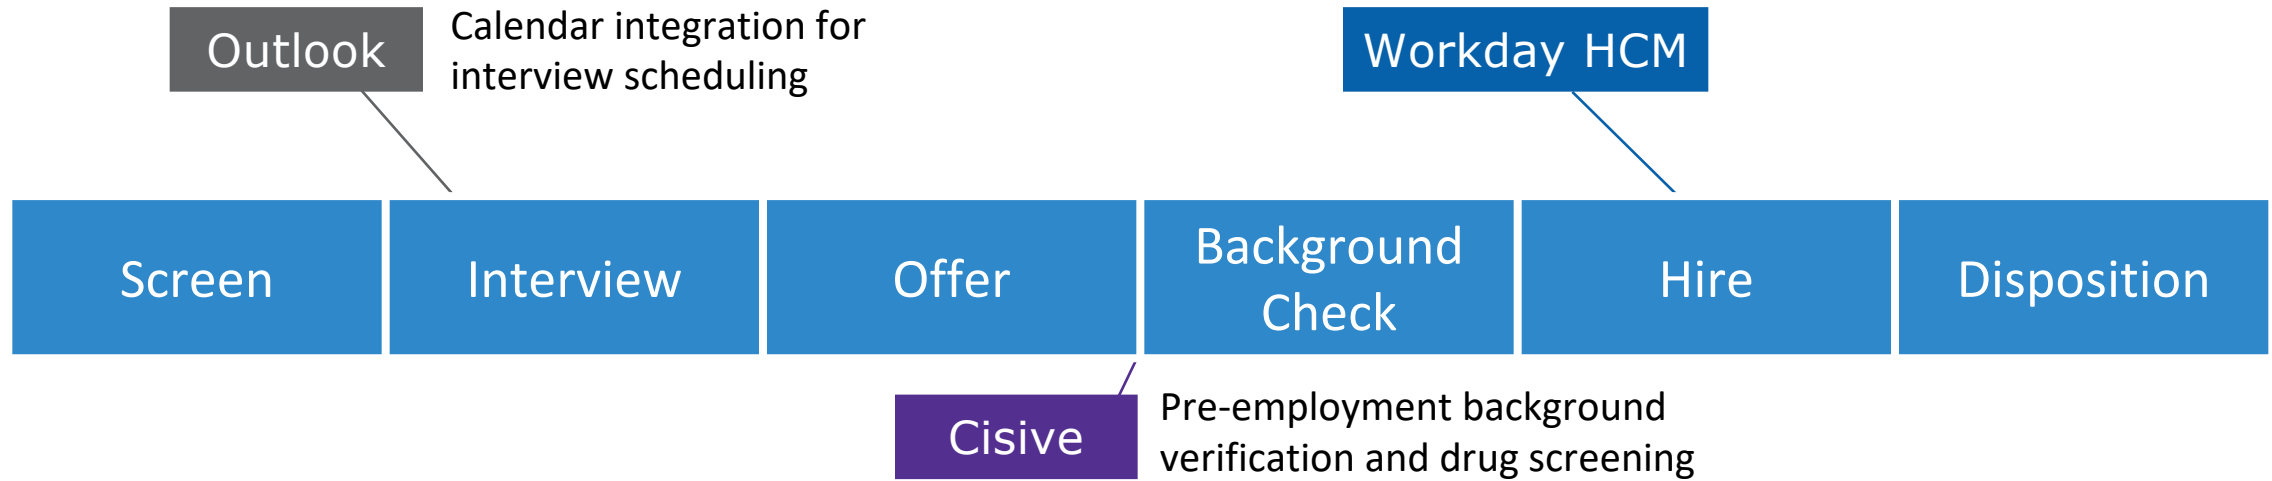 Outlook
Calendar integration for
interview scheduling
Workday HCM
Screen
Interview
Offer
Background
Check
Hire
Disposition
Cisive
Pre-employment background
verification and drug screening